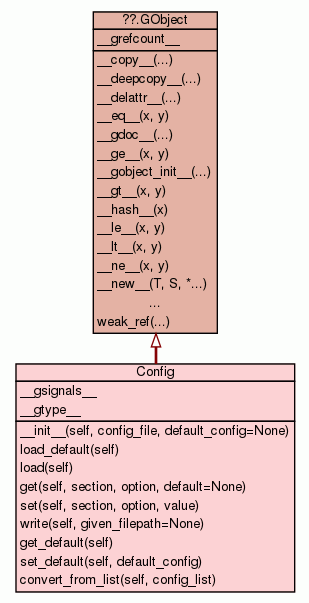 ??.GObject
__grefcount__
__copy__(...)
__deepcopy__(...)
__delattr__(...)
__eq__(x, y)
__gdoc__(...)
__ge__(x, y)
__gobject_init__(...)
__gt__(x, y)
__hash__(x)
__le__(x, y)
__lt__(x, y)
__ne__(x, y)
__new__(T, S, *...)
...
weak_ref(...)
Config
__gsignals__
__gtype__
__init__(self, config_file, default_config=None)
load_default(self)
load(self)
get(self, section, option, default=None)
set(self, section, option, value)
write(self, given_filepath=None)
get_default(self)
set_default(self, default_config)
convert_from_list(self, config_list)